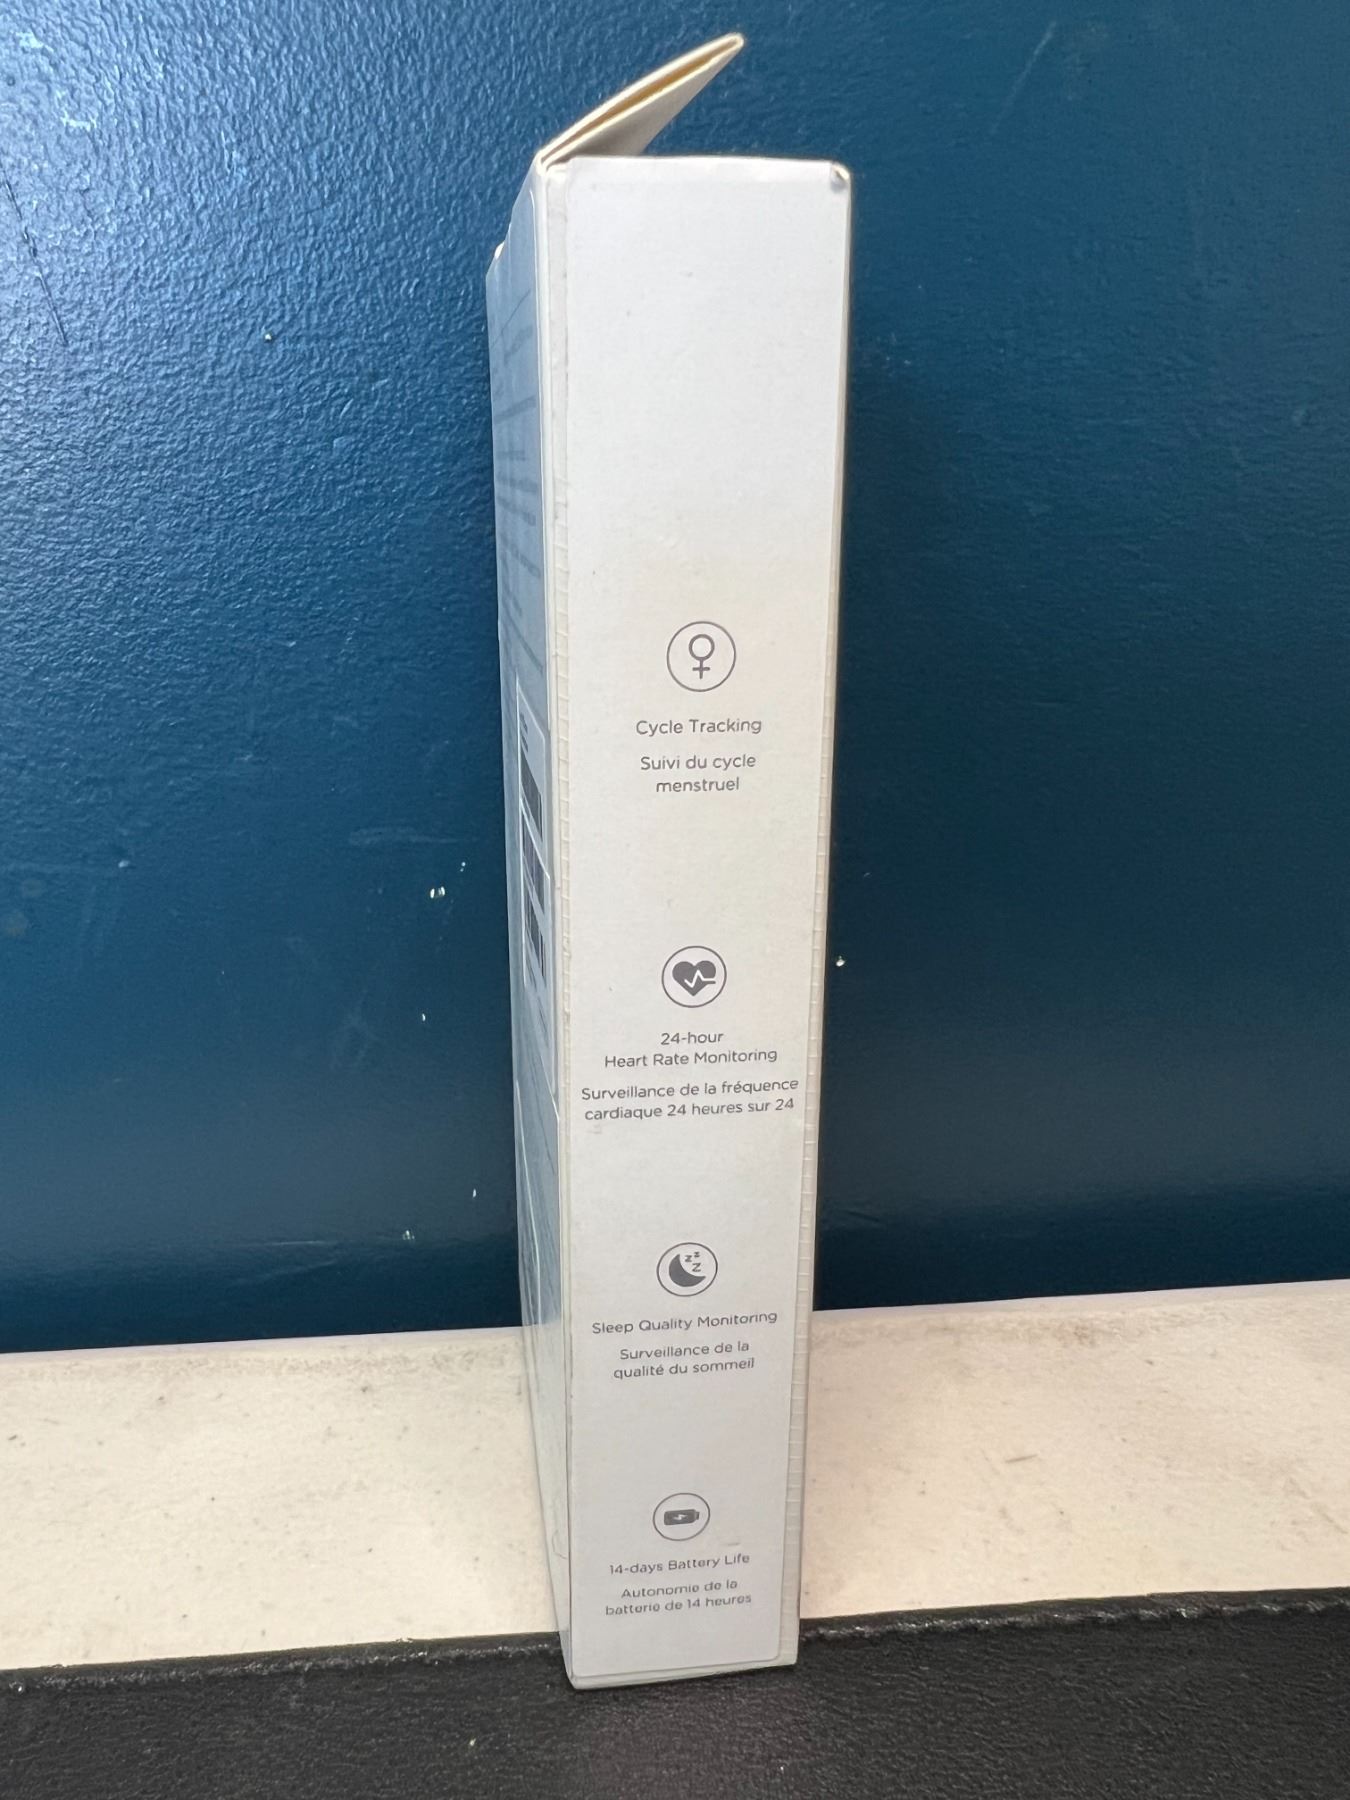 Cycle Tracking
Suivi du cycle
menstruel
24-hour
Heart Rate Monitoring
Surveillance de la fréquence
cardiaque 24 heures sur 24
Sleep Quality Monitoring
Surveillance de la
qualité du sommeil
14-days Battery Life
Autonomie de la
batterie de 14 heures